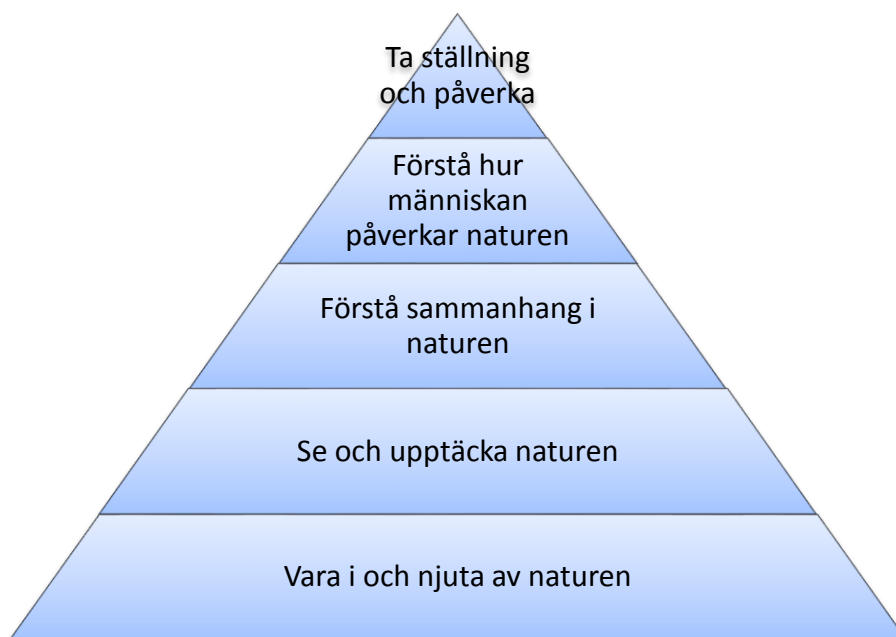 Ta ställning
och påverka
Förstå hur
människan
påverkar naturen
Förstå sammanhang i
naturen
Se och upptäcka naturen
Vara i och njuta av naturen